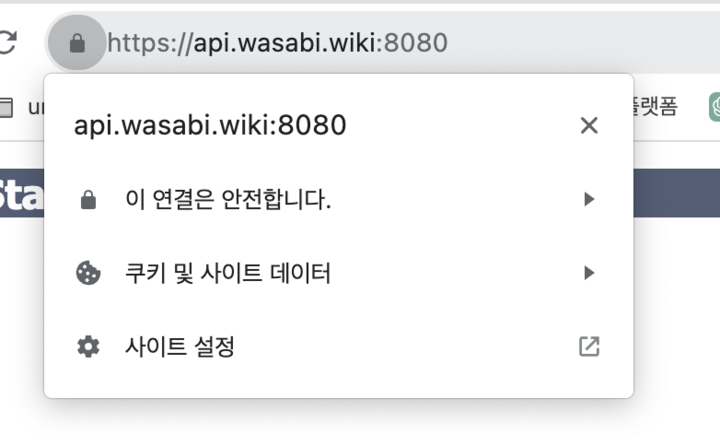 https://api.wasabi.wiki:8080
플랫폼
api.wasabi.wiki:8080
Sta
이 연결은 안전합니다.
쿠키 및 사이트 데이터
사이트 설정